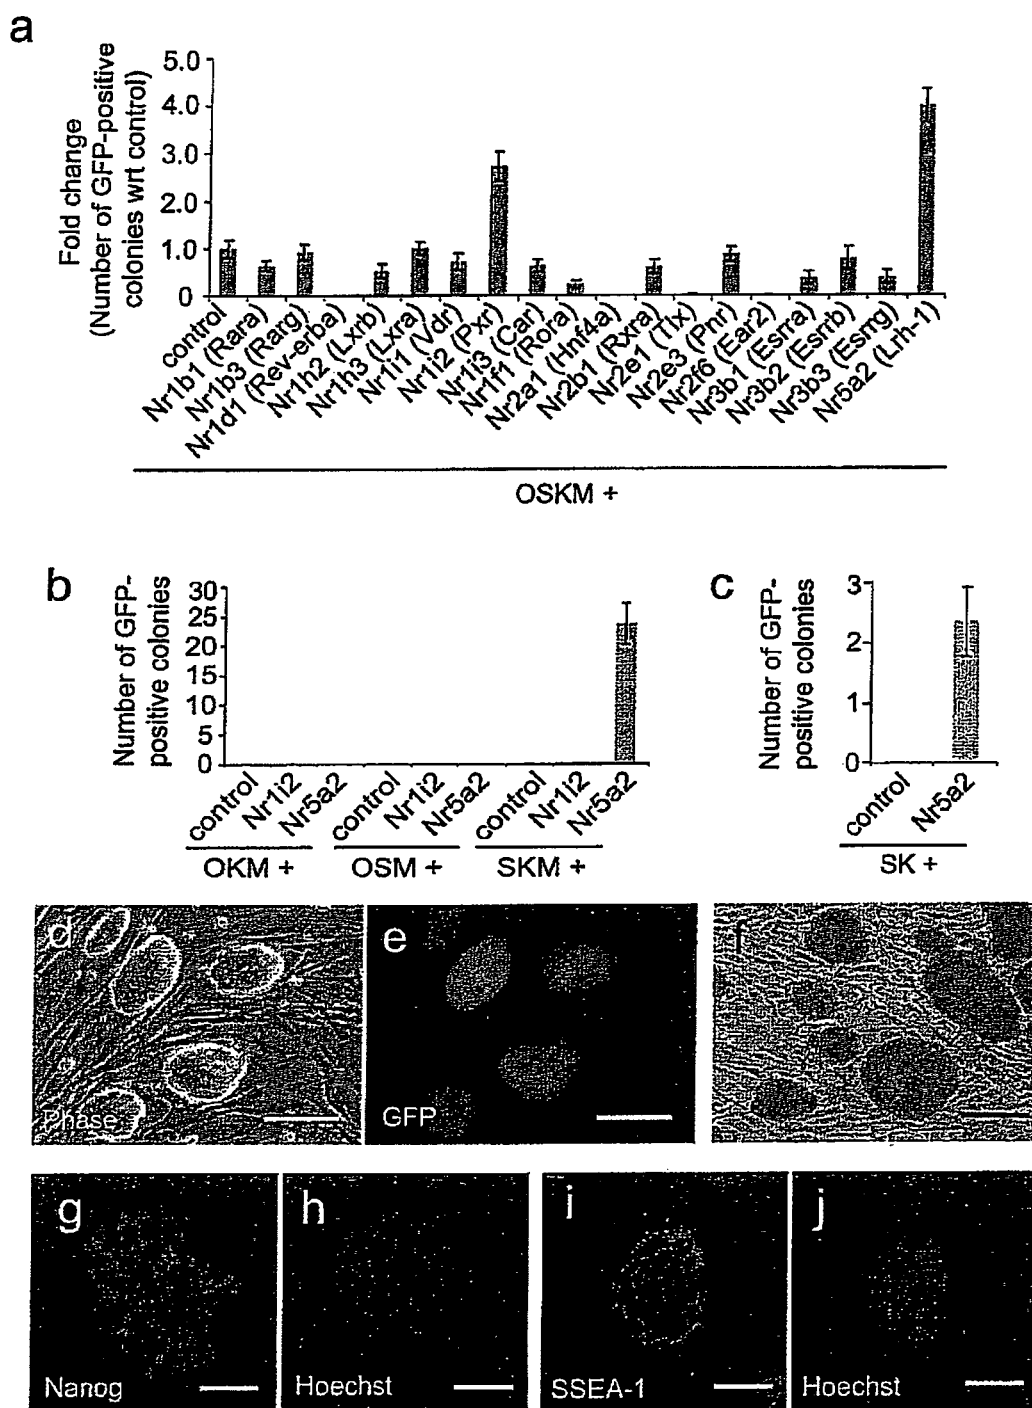 a
Fold change
(Number of GFP-positive
colonies wrt control)
5.0
4.0
3.0
2.0
1.0
0
control
Nr1b1 (Rara)
Nr1b3 (Rarg)
Nr1d1 (Rev-erba)
Nr1h2 (Lxrb)
Nr1h3 (Lxra)
Nr1i1 (Vdr)
Nr1i2 (Pxr)
Nr1i3 (Car)
Nr1f1 (Rora)
Nr2a1 (Hnf4a)
Nr2b1 (Rxra)
Nr2e1 (Tlx)
Nr2e3 (Pnr)
Nr2f6 (Ear2)
Nr3b1 (Esrra)
Nr3b2 (Esrrb)
Nr3b3 (Esrrg)
Nr5a2 (Lrh-1)
OSKM +
b
Number of GFP-
positive colonies
30
25
20
15
10
5
0
control
Nr1i2
Nr5a2
control
Nr1i2
Nr5a2
control
Nr1i2
Nr5a2
OKM +
OSM +
SKM +
c
Number of GFP-
positive colonies
3
2
1
0
control
Nr5a2
SK +
d
Phase
e
GFP
f
g
Nanog
h
Hoechst
i
SSEA-1
j
Hoechst